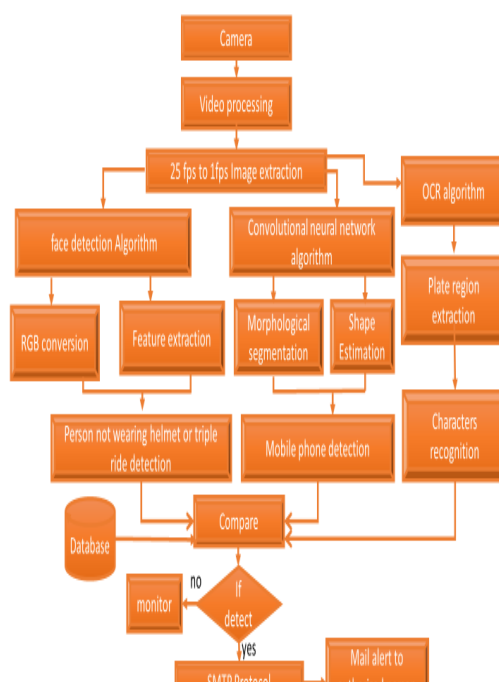 Camera
Video processing
25 fps to 1fps Image extraction
OCR algorithm
face detection Algorithm
Convolutional neural network
algorithm
Plate region
extraction
RGB conversion
Feature extraction
Morphological
segmentation
Shape
Estimation
Characters
recognition
Person not wearing helmet or triple
ride detection
Mobile phone detection
Compare
Database
no
If
detect
monitor
yes
SMTP Protocol
Mail alert to